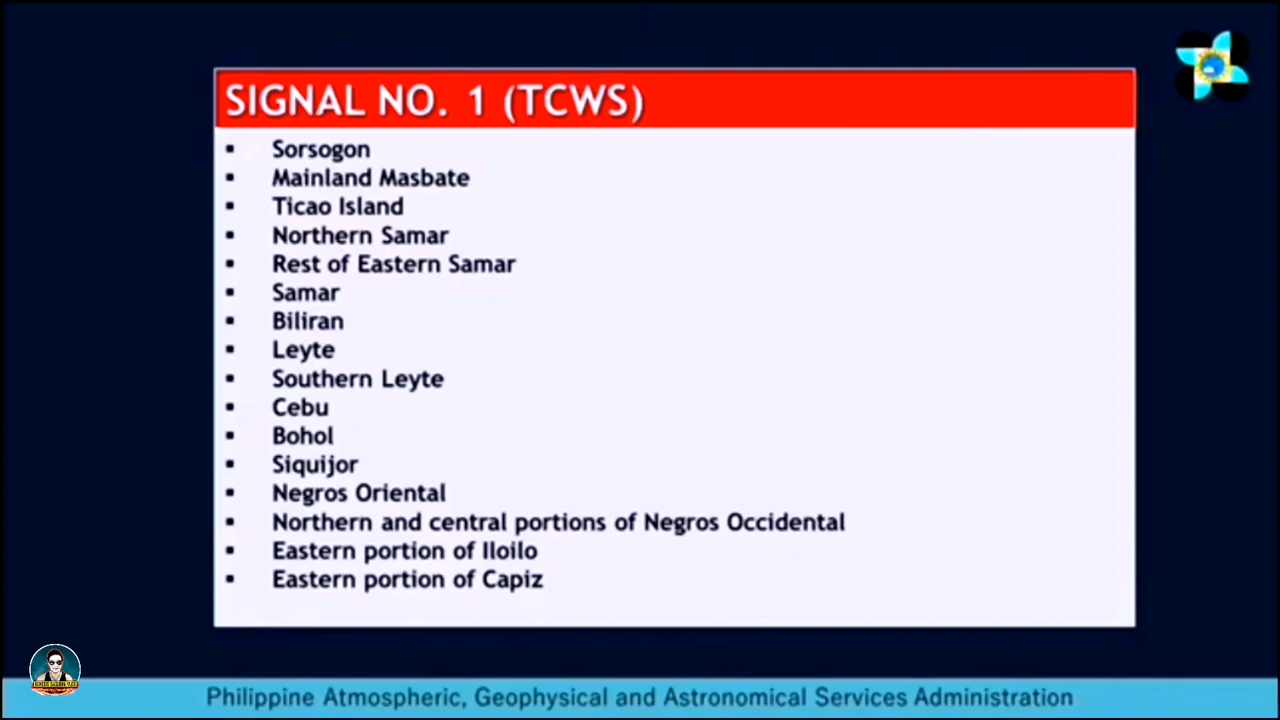 SIGNAL NO. 1 (TCWS)
▪ Sorsogon
▪ Mainland Masbate
▪ Ticao Island
▪ Northern Samar
▪ Rest of Eastern Samar
▪ Samar
▪ Biliran
▪ Leyte
▪ Southern Leyte
▪ Cebu
▪ Bohol
▪ Siquijor
▪ Negros Oriental
▪ Northern and central portions of Negros Occidental
▪ Eastern portion of Iloilo
▪ Eastern portion of Capiz
Philippine Atmospheric, Geophysical and Astronomical Services Administration